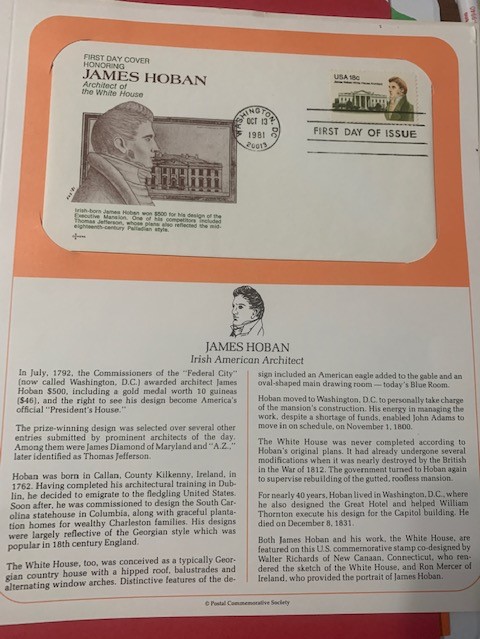 FIRST DAY COVER
HONORING
JAMES HOBAN
Architect of
the White House
USA 18c
WASHINGTON, DC
OCT 13
1981
20013
FIRST DAY OF ISSUE
Irish-born James Hoban won $500 for his design of the
Executive Mansion. One of his competitors included
Thomas Jefferson, whose plans also reflected the mid-
eighteenth-century Palladian style.
JAMES HOBAN
Irish American Architect
In July, 1792, the Commissioners of the "Federal City"
(now called Washington, D.C.) awarded architect James
Hoban $500, including a gold medal worth 10 guineas
($46), and the right to see his design become America's
official "President's House."
The prize-winning design was selected over several other
entries submitted by prominent architects of the day.
Among them were James Diamond of Maryland and "A.Z.,"
later identified as Thomas Jefferson.
Hoban was born in Callan, County Kilkenny, Ireland, in
1762. Having completed his architectural training in Dub-
lin, he decided to emigrate to the fledgling United States.
Soon after, he was commissioned to design the South Car-
olina statehouse in Columbia, along with graceful planta-
tion homes for wealthy Charleston families. His designs
were largely reflective of the Georgian style which was
popular in 18th century England.
The White House, too, was conceived as a typically Geor-
gian country house with a hipped roof, balustrades and
alternating window arches. Distinctive features of the de-
sign included an American eagle added to the gable and an
oval-shaped main drawing room — today's Blue Room.
Hoban moved to Washington, D.C. to personally take charge
of the mansion's construction. His energy in managing the
work, despite a shortage of funds, enabled John Adams to
move in on schedule, on November 1, 1800.
The White House was never completed according to
Hoban's original plans. It had already undergone several
modifications when it was nearly destroyed by the British
in the War of 1812. The government turned to Hoban again
to supervise rebuilding of the gutted, roofless mansion.
For nearly 40 years, Hoban lived in Washington, D.C., where
he also designed the Great Hotel and helped William
Thornton execute his design for the Capitol building. He
died on December 8, 1831.
Both James Hoban and his work, the White House, are
featured on this U.S. commemorative stamp co-designed by
Walter Richards of New Canaan, Connecticut, who ren-
dered the sketch of the White House, and Ron Mercer of
Ireland, who provided the portrait of James Hoban.
© Postal Commemorative Society